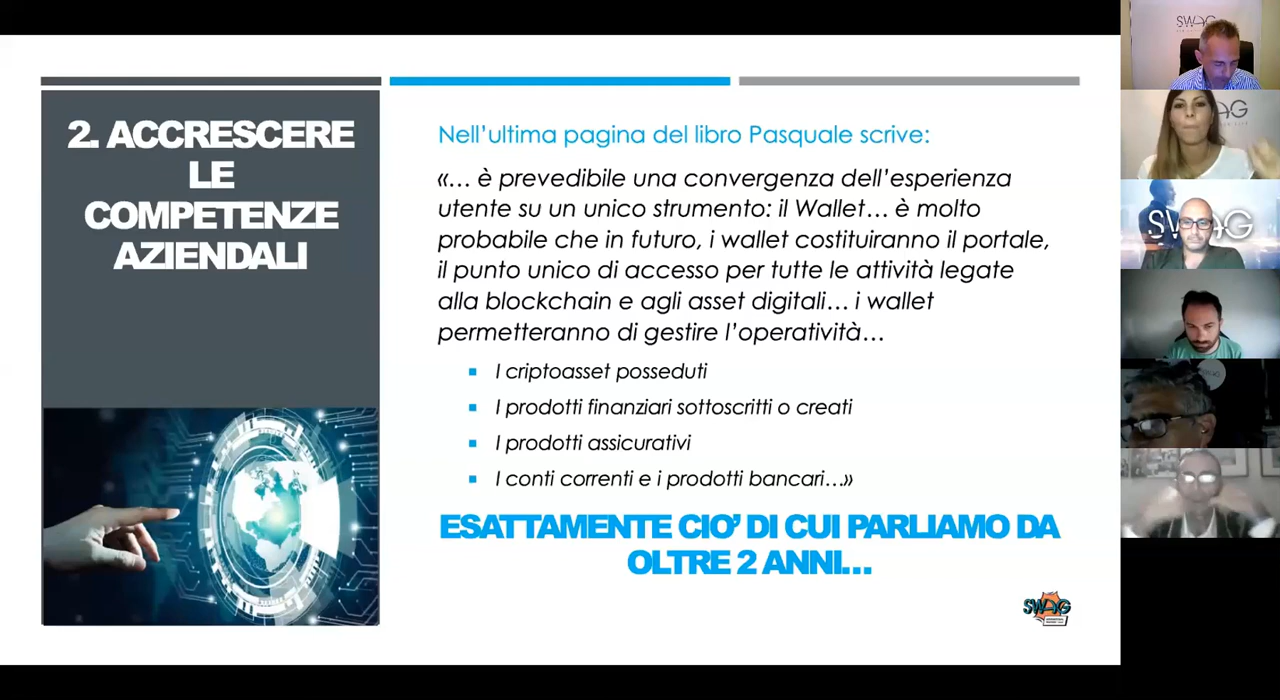 2. ACCRESCERE
LE
COMPETENZE
AZIENDALI
Nell'ultima pagina del libro Pasquale scrive:
«… è prevedibile una convergenza dell'esperienza
utente su un unico strumento: il Wallet… è molto
probabile che in futuro, i wallet costituiranno il portale,
il punto unico di accesso per tutte le attività legate
alla blockchain e agli asset digitali… i wallet
permetteranno di gestire l'operatività…
▪ I criptoasset posseduti
▪ I prodotti finanziari sottoscritti o creati
▪ I prodotti assicurativi
▪ I conti correnti e i prodotti bancari…»
ESATTAMENTE CIO' DI CUI PARLIAMO DA
OLTRE 2 ANNI…
SWAG
SWAG
SWAG